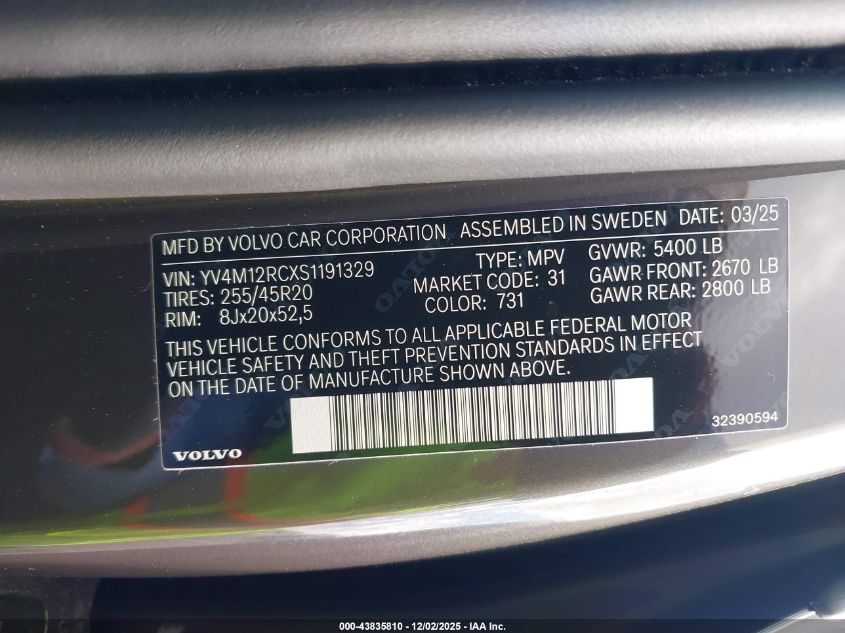 MFD BY VOLVO CAR CORPORATION ASSEMBLED IN SWEDEN DATE: 03/25
VIN: YV4M12RCXS1191329 TYPE: MPV GVWR: 5400 LB
TIRES: 255/45R20 MARKET CODE: 31 GAWR FRONT: 2670 LB
RIM: 8Jx20x52,5 COLOR: 731 GAWR REAR: 2800 LB
THIS VEHICLE CONFORMS TO ALL APPLICABLE FEDERAL MOTOR
VEHICLE SAFETY AND THEFT PREVENTION STANDARDS IN EFFECT
ON THE DATE OF MANUFACTURE SHOWN ABOVE.
32390594
VOLVO
000-43835810 - 12/02/2025 - IAA Inc.